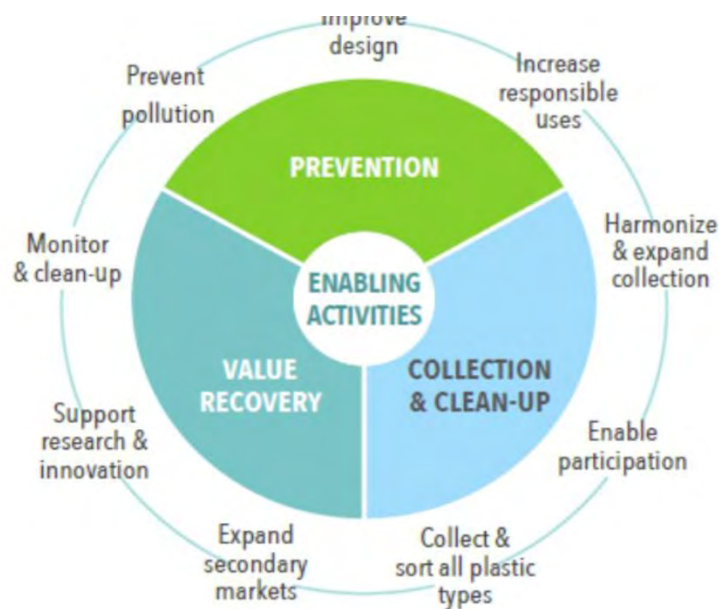 Improve
design
Increase
responsible
uses
Harmonize
& expand
collection
Enable
participation
Collect &
sort all plastic
types
Expand
secondary
markets
Support
research &
innovation
Monitor
& clean-up
Prevent
pollution
PREVENTION
COLLECTION
& CLEAN-UP
VALUE
RECOVERY
ENABLING
ACTIVITIES